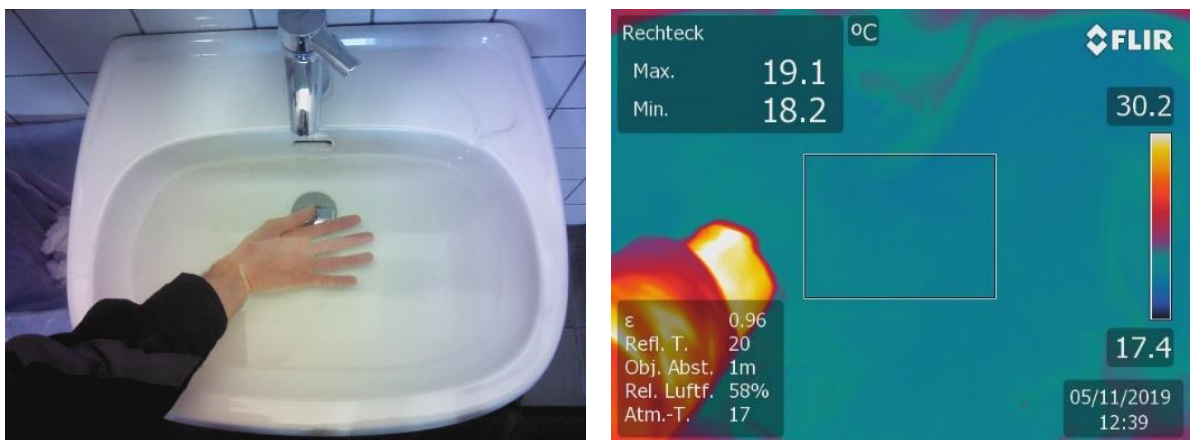 Rechteck
Max. 19.1
Min. 18.2
ºC
FLIR
30.2
17.4
ε 0.96
Refl. T. 20
Obj. Abst. 1m
Rel. Luftf. 58%
Atm.-T. 17
05/11/2019
12:39